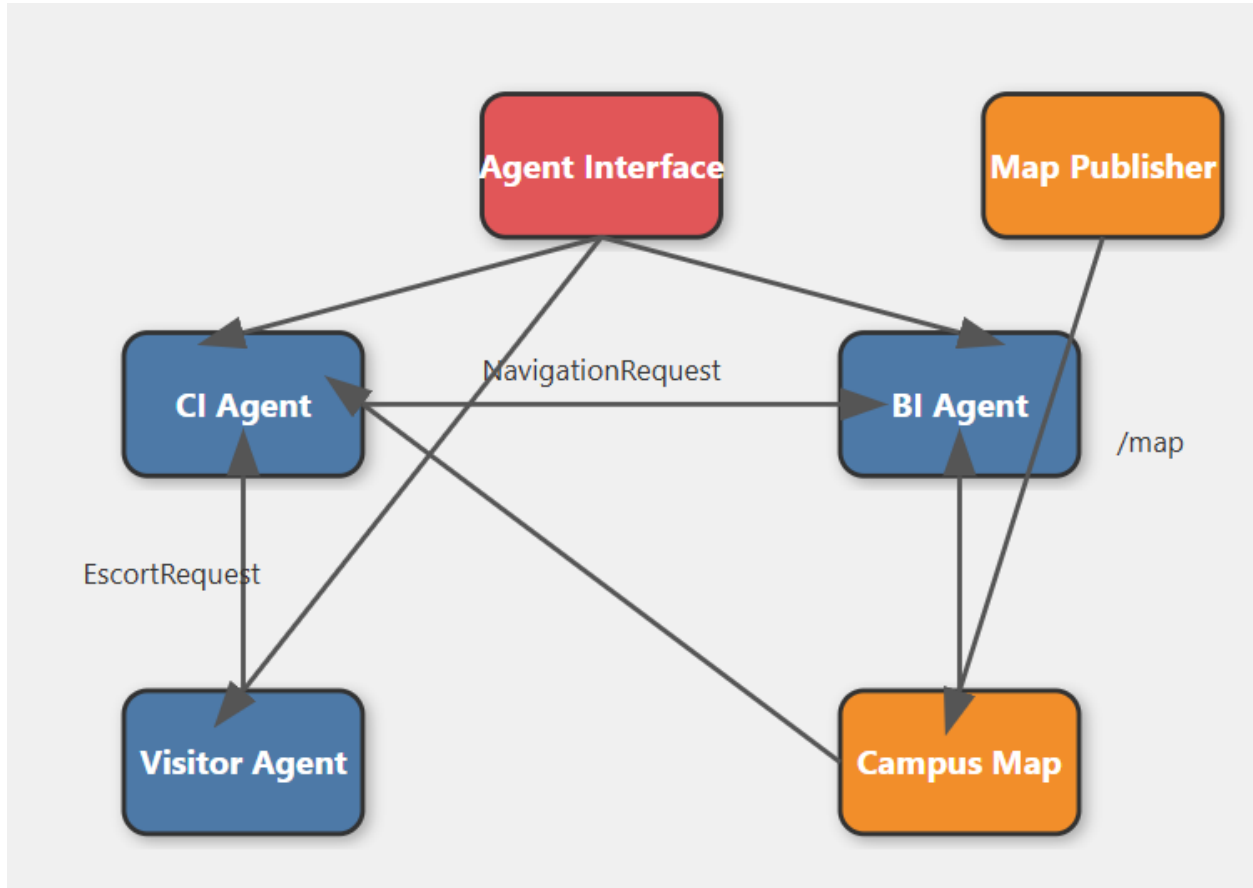 Agent Interface
Map Publisher
CI Agent
NavigationRequest
BI Agent
/map
EscortRequest
Visitor Agent
Campus Map